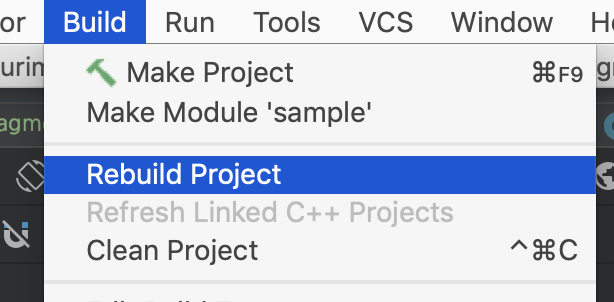 Build Run Tools VCS Window
Make Project ⌘F9
Make Module 'sample'
Rebuild Project
Refresh Linked C++ Projects
Clean Project ^⌘C